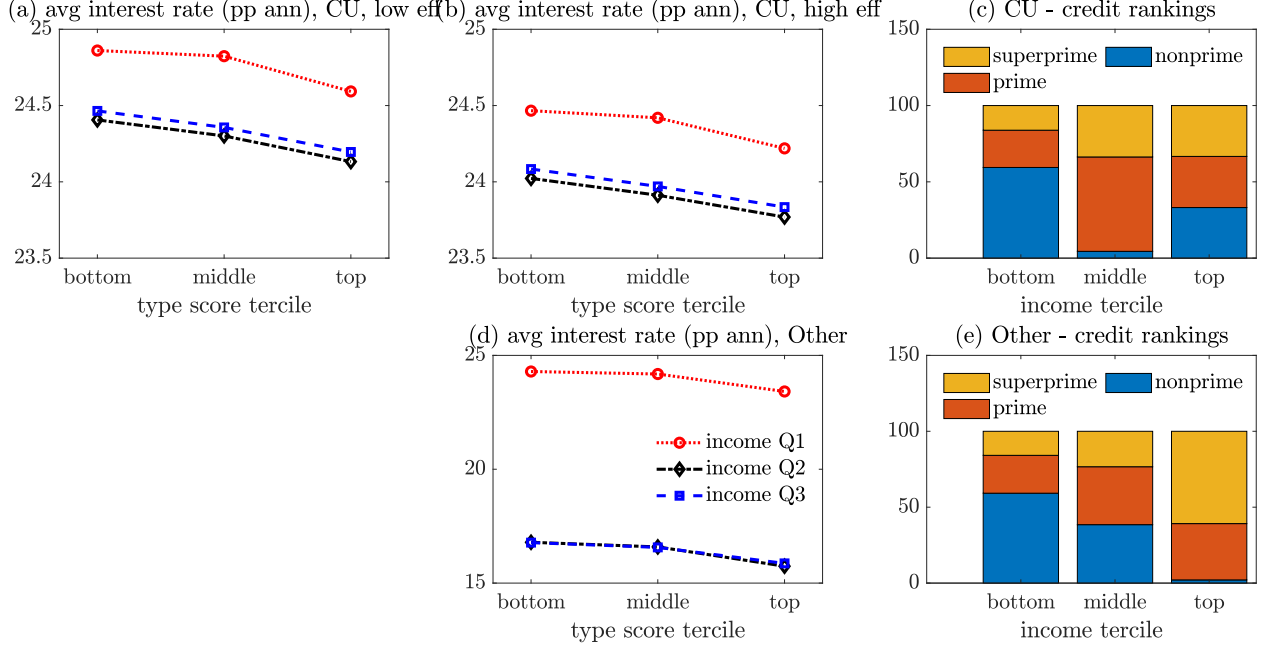 (a) avg interest rate (pp ann), CU, low eff
25
24.5
24
23.5
bottom middle top
type score tercile
(b) avg interest rate (pp ann), CU, high eff
25
24.5
24
23.5
bottom middle top
type score tercile
(c) CU - credit rankings
150
100
50
0
superprime nonprime
prime
bottom middle top
income tercile
(d) avg interest rate (pp ann), Other
25
20
15
income Q1
income Q2
income Q3
bottom middle top
type score tercile
(e) Other - credit rankings
150
100
50
0
superprime nonprime
prime
bottom middle top
income tercile